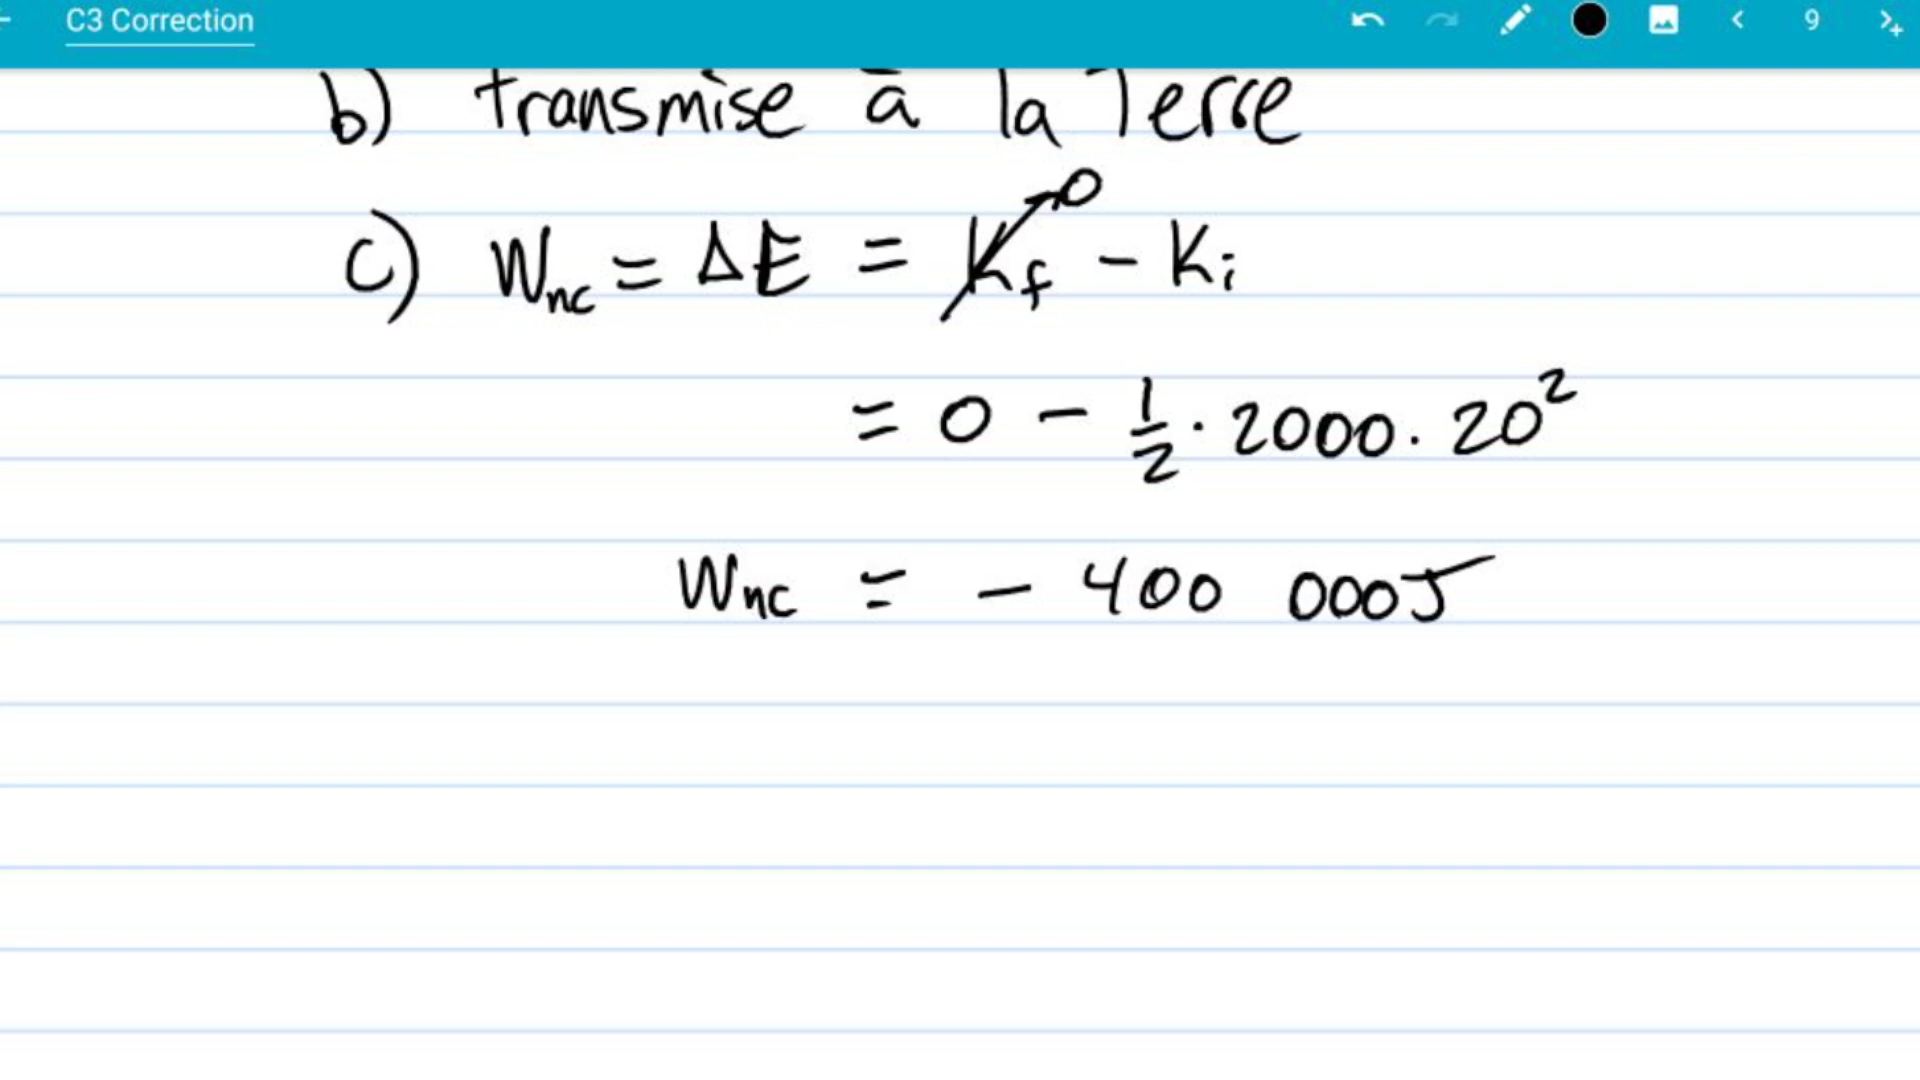 C3 Correction 9
b) transmise à la Terre
c) Wnc = ΔE = Kf → 0 - Ki
= 0 - 1/2 · 2000 · 20²
Wnc = - 400 000J